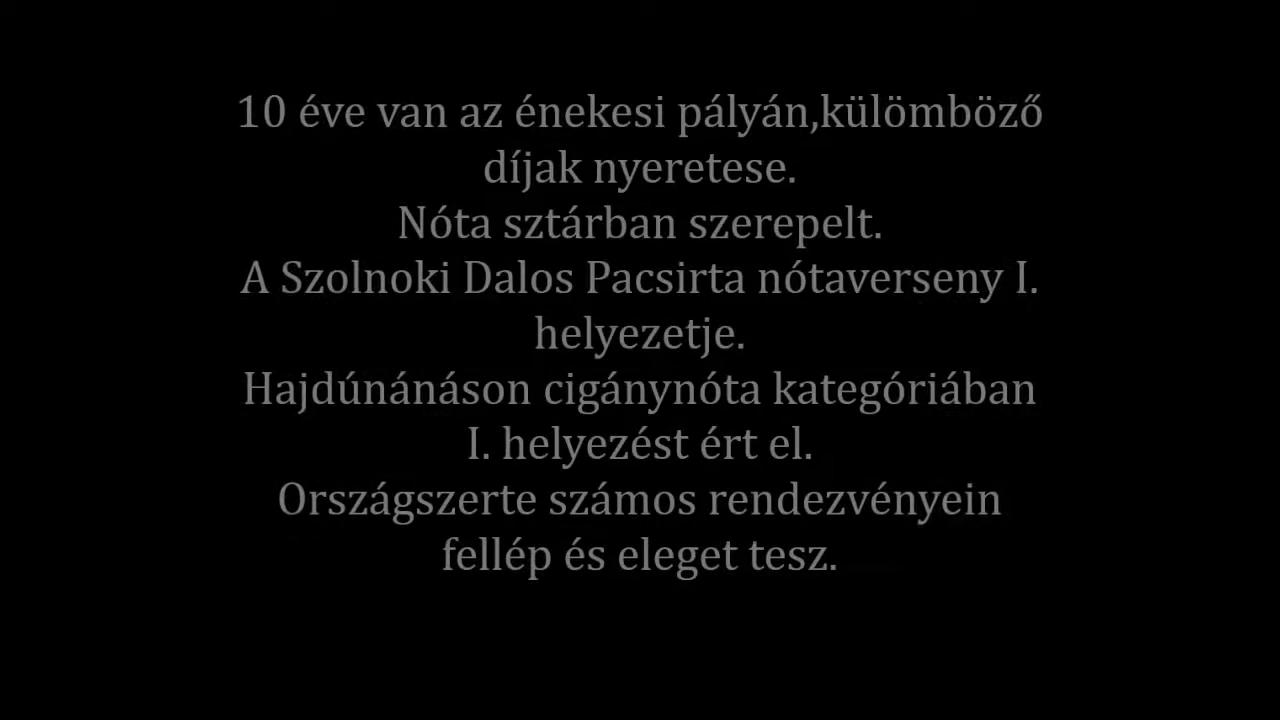 10 éve van az énekesi pályán,külömböző
díjak nyeretese.
Nóta sztárban szerepelt.
A Szolnoki Dalos Pacsirta nótaverseny I.
helyezetje.
Hajdúnánáson cigánynóta kategóriában
I. helyezést ért el.
Országszerte számos rendezvényein
fellép és eleget tesz.